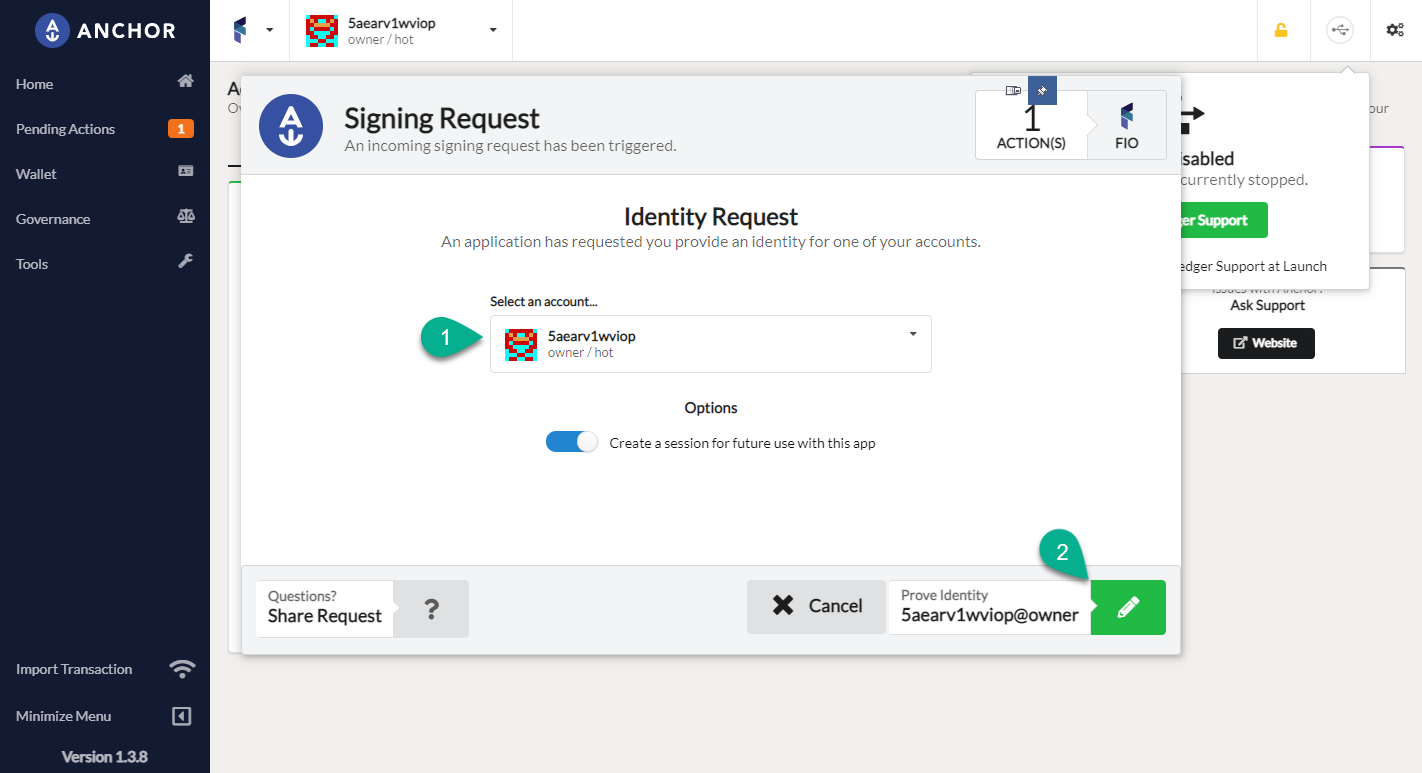 ANCHOR
5aearv1wviop
owner / hot
Home
Pending Actions
1
Wallet
Governance
Tools
Import Transaction
Minimize Menu
Version 1.3.8
Signing Request
An incoming signing request has been triggered.
1
ACTION(S)
FIO
Identity Request
An application has requested you provide an identity for one of your accounts.
Select an account...
1
5aearv1wviop
owner / hot
Options
Create a session for future use with this app
2
Questions?
Share Request
?
Cancel
Prove Identity
5aearv1wviop@owner
our
isabled
currently stopped.
er Support
edger Support at Launch
Ask Support
Website